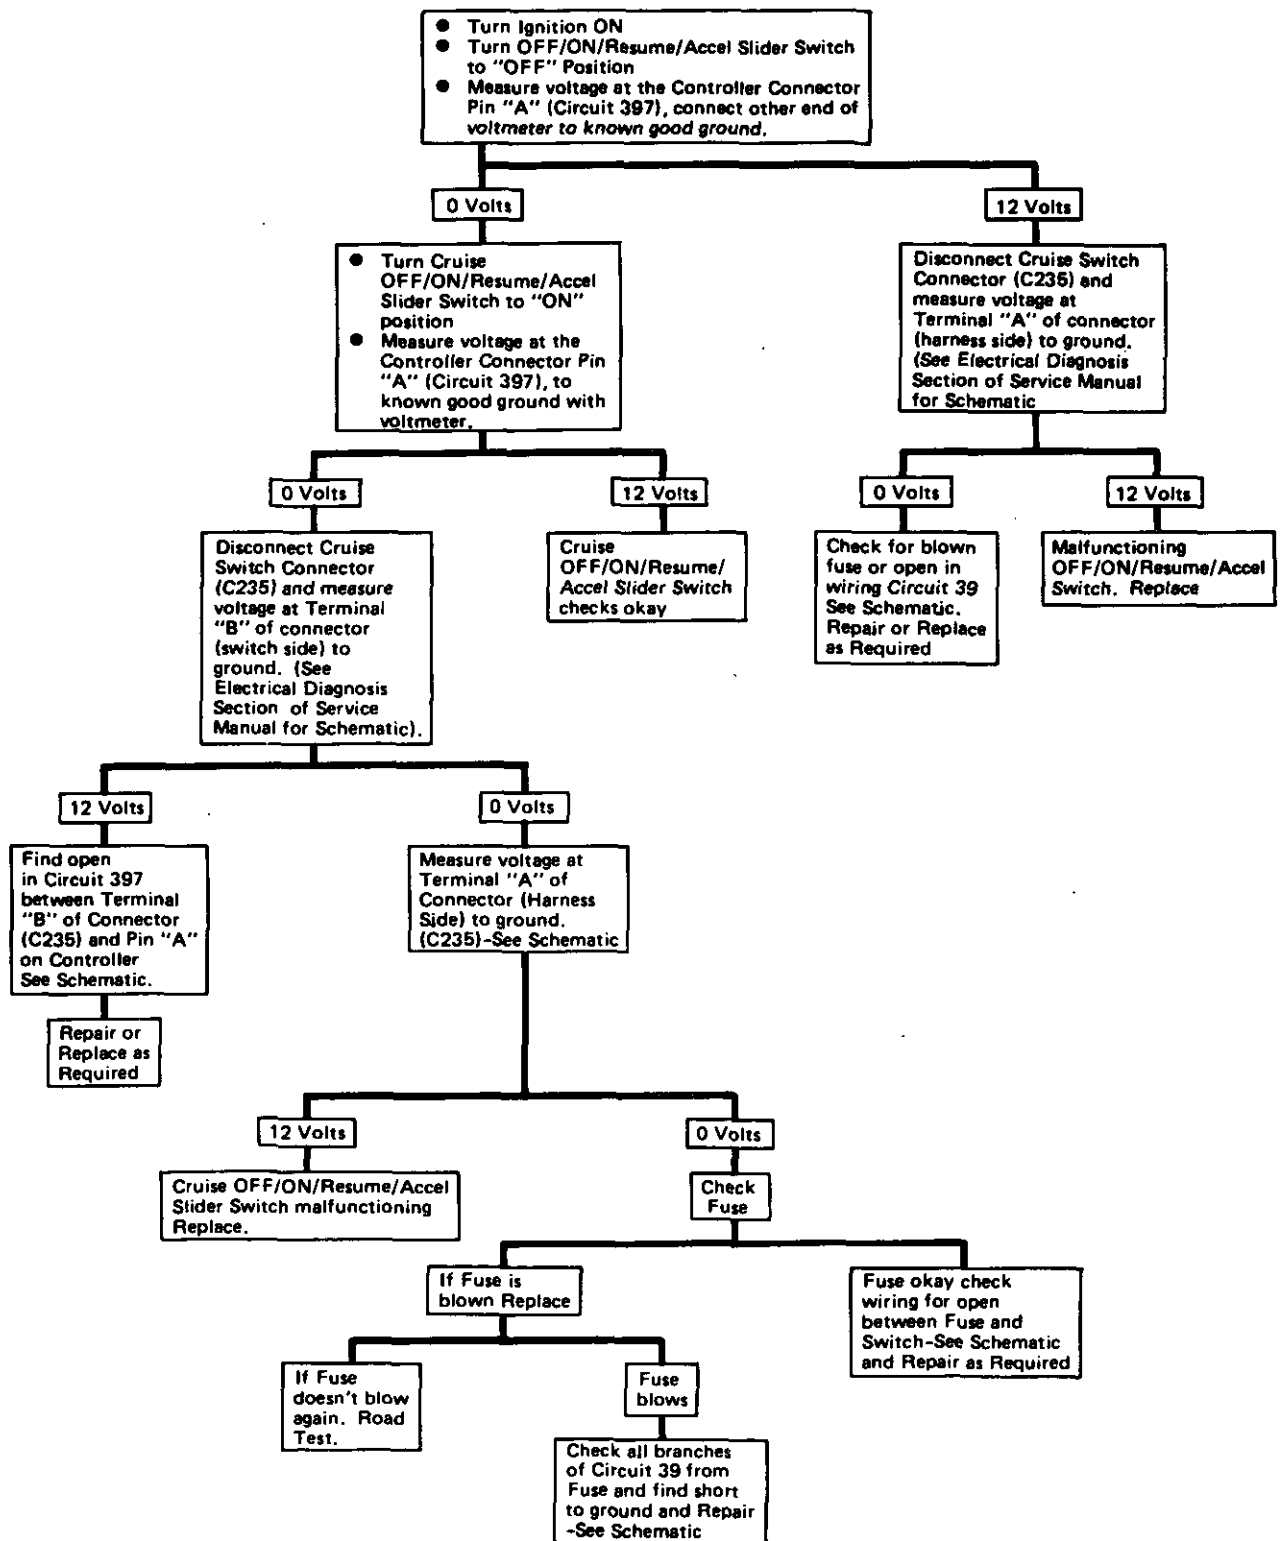 ● Turn Ignition ON
● Turn OFF/ON/Resume/Accel Slider Switch
to "OFF" Position
● Measure voltage at the Controller Connector
Pin "A" (Circuit 397), connect other end of
voltmeter to known good ground.
0 Volts
12 Volts
● Turn Cruise
OFF/ON/Resume/Accel
Slider Switch to "ON"
position
● Measure voltage at the
Controller Connector Pin
"A" (Circuit 397), to
known good ground with
voltmeter.
Disconnect Cruise Switch
Connector (C235) and
measure voltage at
Terminal "A" of connector
(harness side) to ground.
(See Electrical Diagnosis
Section of Service Manual
for Schematic
0 Volts
12 Volts
0 Volts
12 Volts
Disconnect Cruise
Switch Connector
(C235) and measure
voltage at Terminal
"B" of connector
(switch side) to
ground. (See
Electrical Diagnosis
Section of Service
Manual for Schematic).
Cruise
OFF/ON/Resume/
Accel Slider Switch
checks okay
Check for blown
fuse or open in
wiring Circuit 39
See Schematic.
Repair or Replace
as Required
Malfunctioning
OFF/ON/Resume/Accel
Switch. Replace
12 Volts
0 Volts
Find open
in Circuit 397
between Terminal
"B" of Connector
(C235) and Pin "A"
on Controller
See Schematic.
Measure voltage at
Terminal "A" of
Connector (Harness
Side) to ground.
(C235)-See Schematic
Repair or
Replace as
Required
12 Volts
0 Volts
Cruise OFF/ON/Resume/Accel
Slider Switch malfunctioning
Replace.
Check
Fuse
If Fuse is
blown Replace
Fuse okay check
wiring for open
between Fuse and
Switch-See Schematic
and Repair as Required
If Fuse
doesn't blow
again. Road
Test.
Fuse
blows
Check all branches
of Circuit 39 from
Fuse and find short
to ground and Repair
-See Schematic